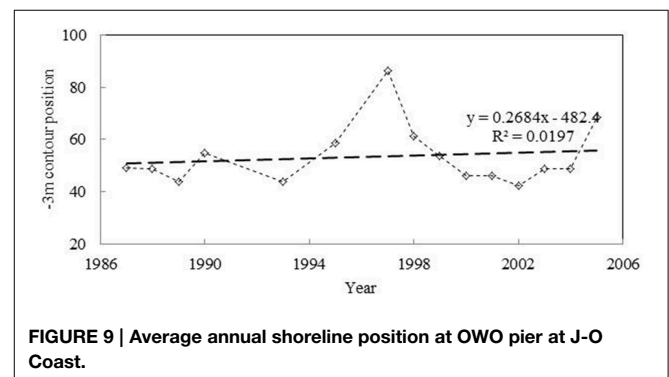 100
80
60
40
20
-3m contour position
y = 0.2684x - 482.4
R² = 0.0197
1986 1990 1994 1998 2002 2006
Year
FIGURE 9 | Average annual shoreline position at OWO pier at J-O
Coast.